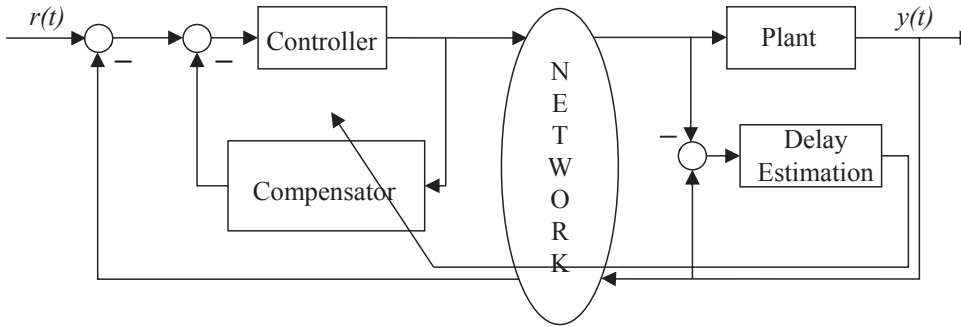 r(t)
Controller
Plant
y(t)
−
−
Compensator
N
E
T
W
O
R
K
−
Delay
Estimation